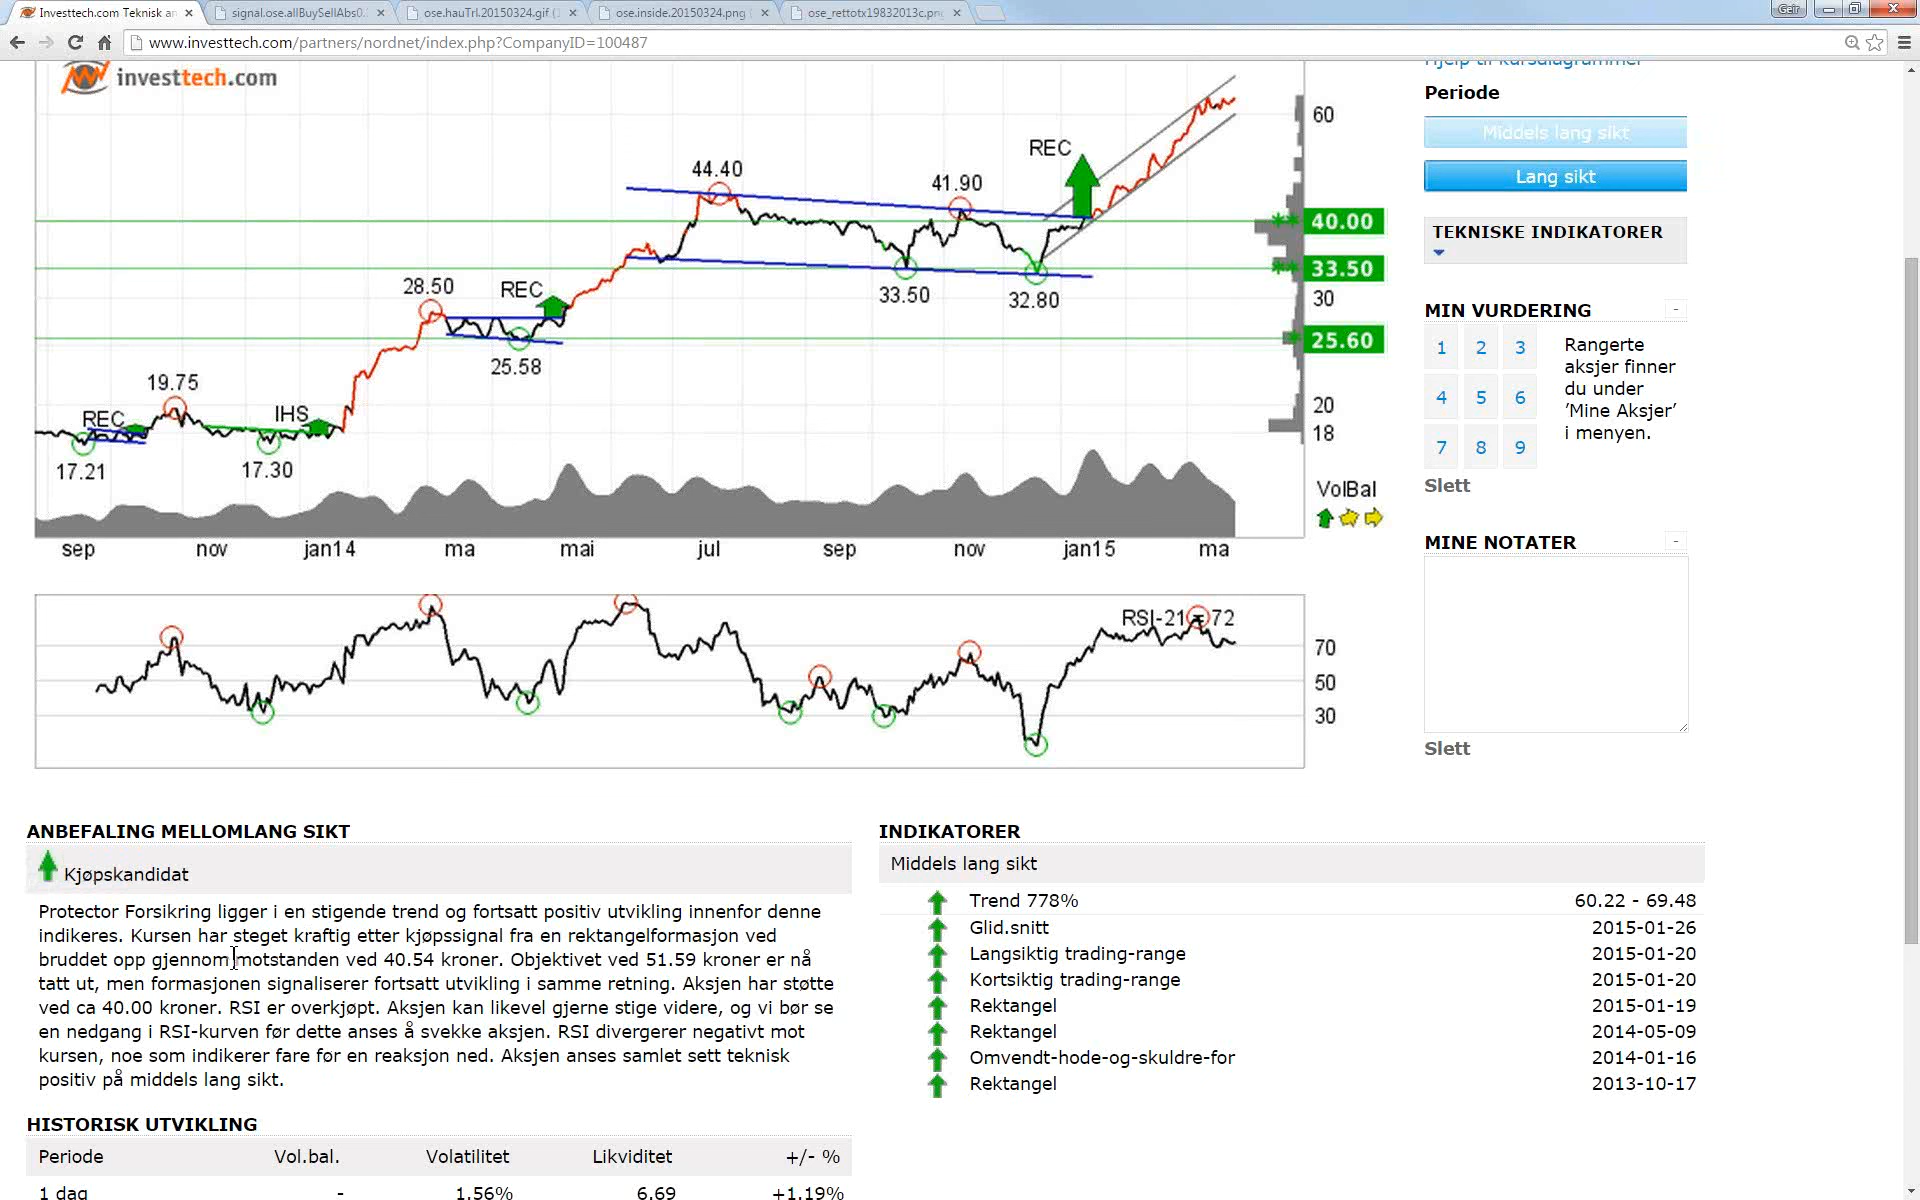 Investtech.com Teknisk an
signal.ose.allBuySellAbs0.
ose.hauTrl.20150324.gif (1
ose.inside.20150324.png (
ose_rettotx19832013c.png
Geir
www.investtech.com/partners/nordnet/index.php?CompanyID=100487
investtech.com
Hjelp til kursdiagrammer
Periode
Middels lang sikt
Lang sikt
TEKNISKE INDIKATORER
MIN VURDERING
-
1 2 3
4 5 6
7 8 9
Rangerte
aksjer finner
du under
’Mine Aksjer’
i menyen.
Slett
MINE NOTATER
-
Slett
60
REC
44.40
41.90
40.00
33.50
28.50
REC
33.50
32.80
30
25.60
25.58
19.75
REC
IHS
20
18
17.21
17.30
VolBal
sep nov jan14 ma mai jul sep nov jan15 ma
RSI-21 = 72
70
50
30
ANBEFALING MELLOMLANG SIKT
Kjøpskandidat
Protector Forsikring ligger i en stigende trend og fortsatt positiv utvikling innenfor denne
indikeres. Kursen har steget kraftig etter kjøpssignal fra en rektangelformasjon ved
bruddet opp gjennom motstanden ved 40.54 kroner. Objektivet ved 51.59 kroner er nå
tatt ut, men formasjonen signaliserer fortsatt utvikling i samme retning. Aksjen har støtte
ved ca 40.00 kroner. RSI er overkjøpt. Aksjen kan likevel gjerne stige videre, og vi bør se
en nedgang i RSI-kurven før dette anses å svekke aksjen. RSI divergerer negativt mot
kursen, noe som indikerer fare for en reaksjon ned. Aksjen anses samlet sett teknisk
positiv på middels lang sikt.
INDIKATORER
Middels lang sikt
Trend 778% 60.22 - 69.48
Glid.snitt 2015-01-26
Langsiktig trading-range 2015-01-20
Kortsiktig trading-range 2015-01-20
Rektangel 2015-01-19
Rektangel 2014-05-09
Omvendt-hode-og-skuldre-for 2014-01-16
Rektangel 2013-10-17
HISTORISK UTVIKLING
Periode Vol.bal. Volatilitet Likviditet +/- %
1 dag - 1.56% 6.69 +1.19%